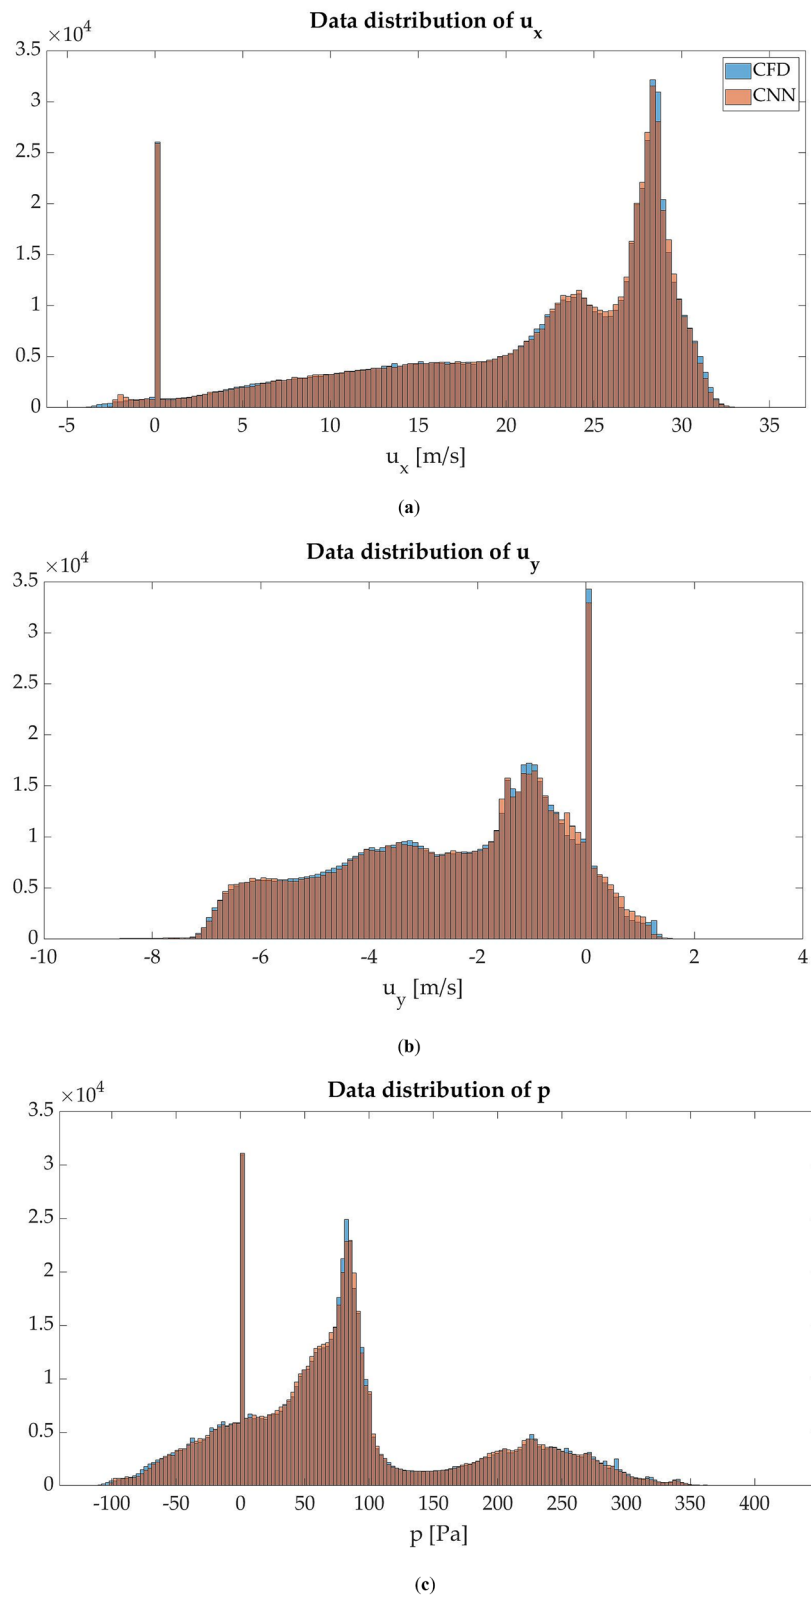 Data distribution of u_x
×10^4
3.5
3
2.5
2
1.5
1
0.5
0
CFD
CNN
-5 0 5 10 15 20 25 30 35
u_x [m/s]
(a)
Data distribution of u_y
×10^4
3.5
3
2.5
2
1.5
1
0.5
0
-10 -8 -6 -4 -2 0 2 4
u_y [m/s]
(b)
Data distribution of p
×10^4
3.5
3
2.5
2
1.5
1
0.5
0
-100 -50 0 50 100 150 200 250 300 350 400
p [Pa]
(c)